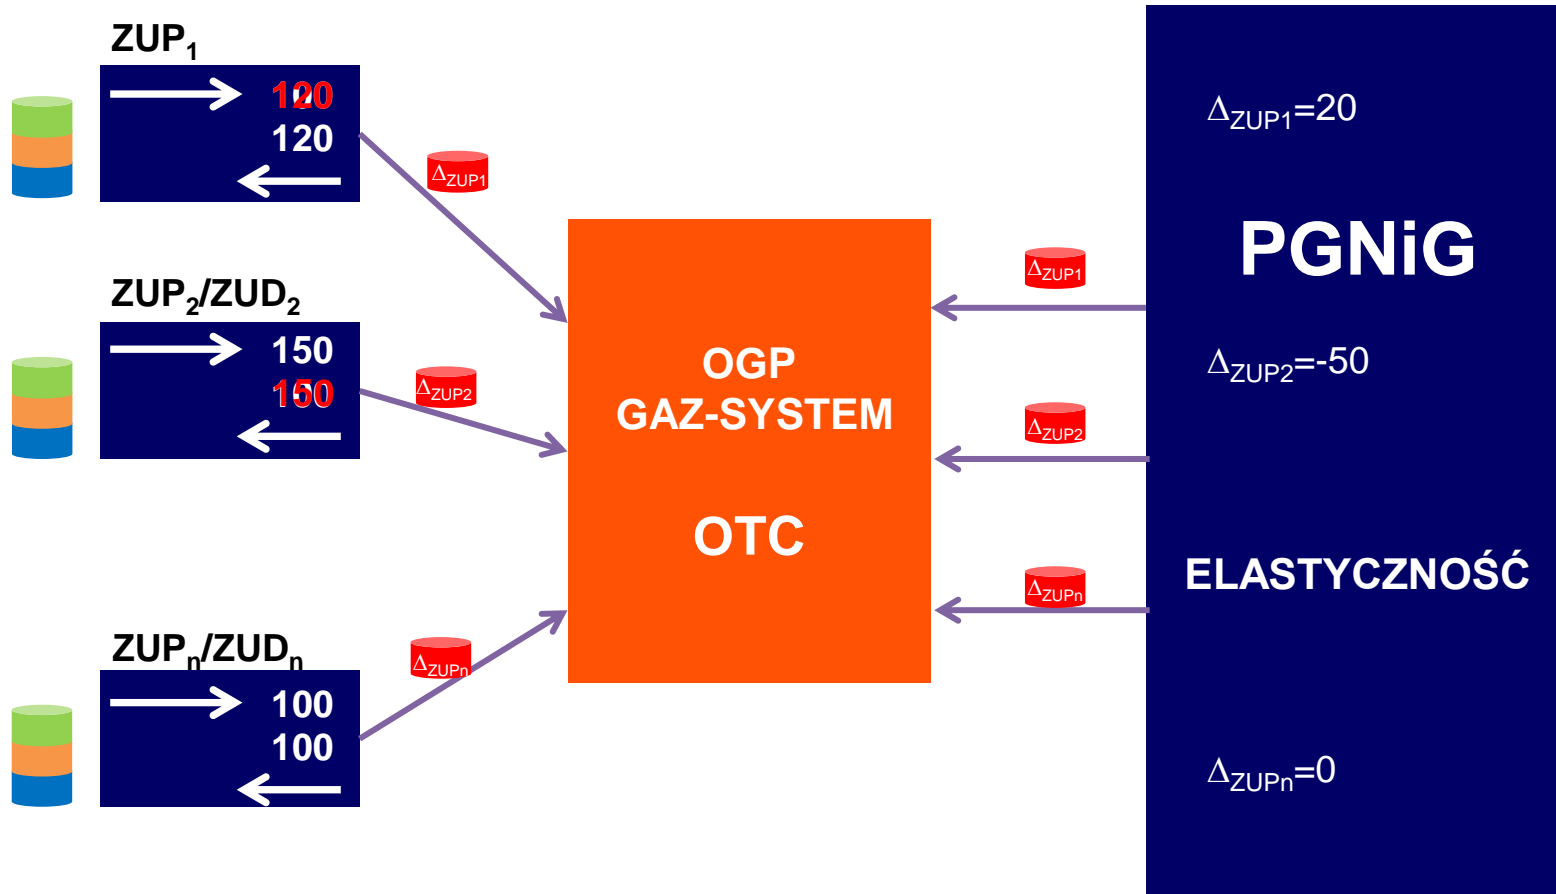 ZUP1
120
120
ΔZUP1
ZUP2/ZUD2
150
150
ΔZUP2
ZUPn/ZUDn
100
100
ΔZUPn
OGP
GAZ-SYSTEM
OTC
ΔZUP1
ΔZUP2
ΔZUPn
ΔZUP1=20
PGNiG
ΔZUP2=-50
ELASTYCZNOŚĆ
ΔZUPn=0